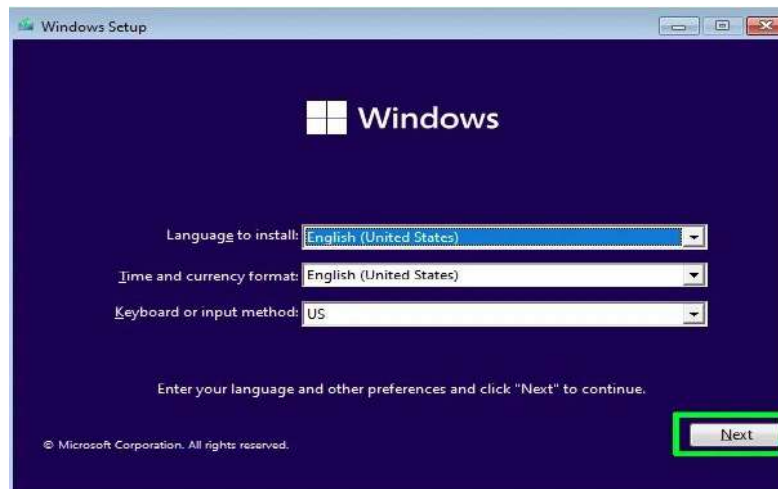 Windows Setup
Windows
Language to install: English (United States)
Time and currency format: English (United States)
Keyboard or input method: US
Enter your language and other preferences and click "Next" to continue.
Next
© Microsoft Corporation. All rights reserved.